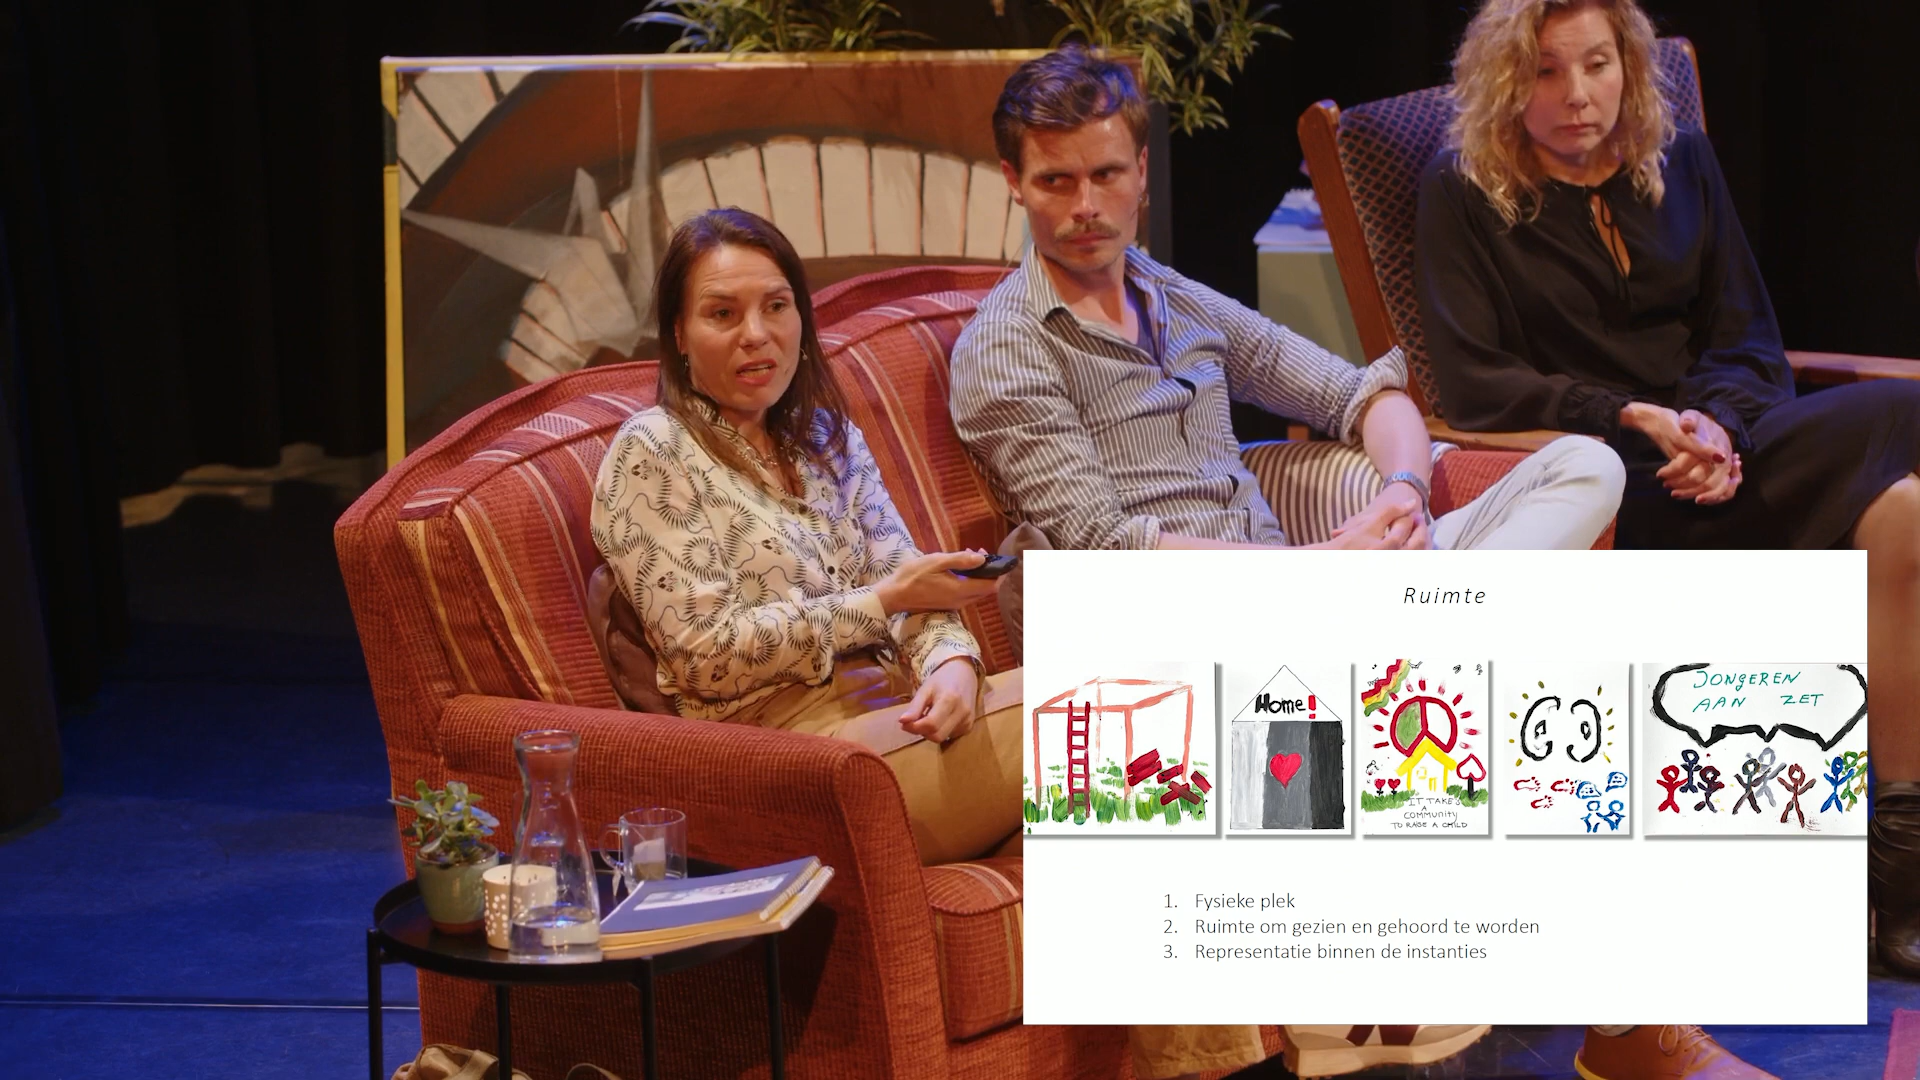 Ruimte
Home!
IT TAKES
A
COMMUNITY
TO RAISE A CHILD
JONGEREN
AAN ZET
1. Fysieke plek
2. Ruimte om gezien en gehoord te worden
3. Representatie binnen de instanties